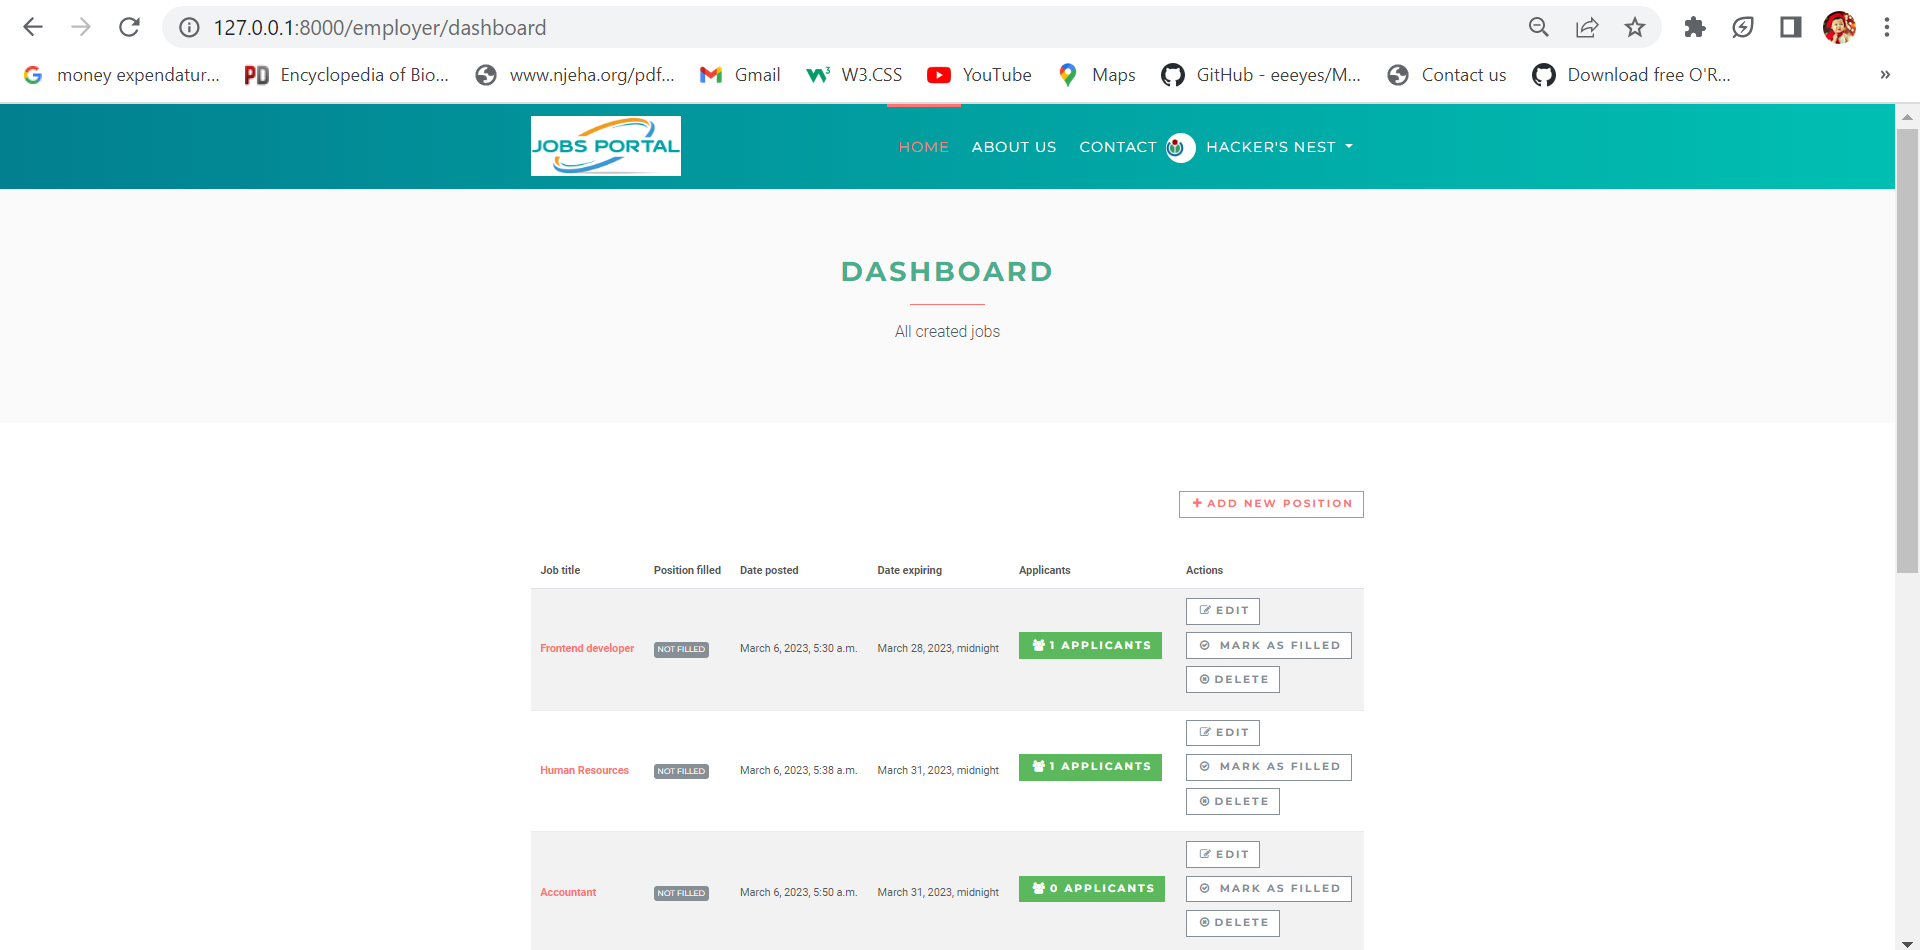 127.0.0.1:8000/employer/dashboard
money expendatur... Encyclopedia of Bio... www.njeha.org/pdf... Gmail W3.CSS YouTube Maps GitHub - eeeyes/M... Contact us Download free O'R... »
JOBS PORTAL HOME ABOUT US CONTACT HACKER'S NEST
DASHBOARD
All created jobs
+ ADD NEW POSITION
Job title Position filled Date posted Date expiring Applicants Actions
EDIT
Frontend developer NOT FILLED March 6, 2023, 5:30 a.m. March 28, 2023, midnight 1 APPLICANTS MARK AS FILLED
DELETE
EDIT
Human Resources NOT FILLED March 6, 2023, 5:38 a.m. March 31, 2023, midnight 1 APPLICANTS MARK AS FILLED
DELETE
EDIT
Accountant NOT FILLED March 6, 2023, 5:50 a.m. March 31, 2023, midnight 0 APPLICANTS MARK AS FILLED
DELETE